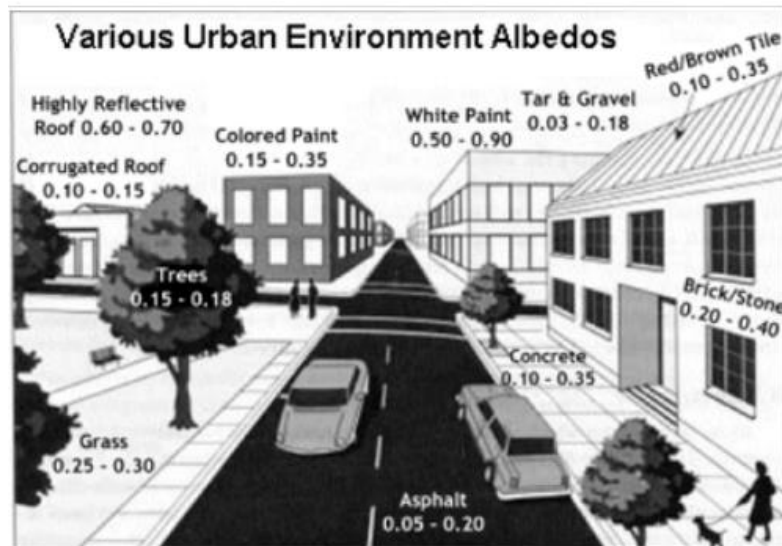 Various Urban Environment Albedos
Highly Reflective
Roof 0.60 - 0.70
Corrugated Roof
0.10 - 0.15
Colored Paint
0.15 - 0.35
White Paint
0.50 - 0.90
Tar & Gravel
0.03 - 0.18
Red/Brown Tile
0.10 - 0.35
Trees
0.15 - 0.18
Brick/Stone
0.20 - 0.40
Concrete
0.10 - 0.35
Grass
0.25 - 0.30
Asphalt
0.05 - 0.20